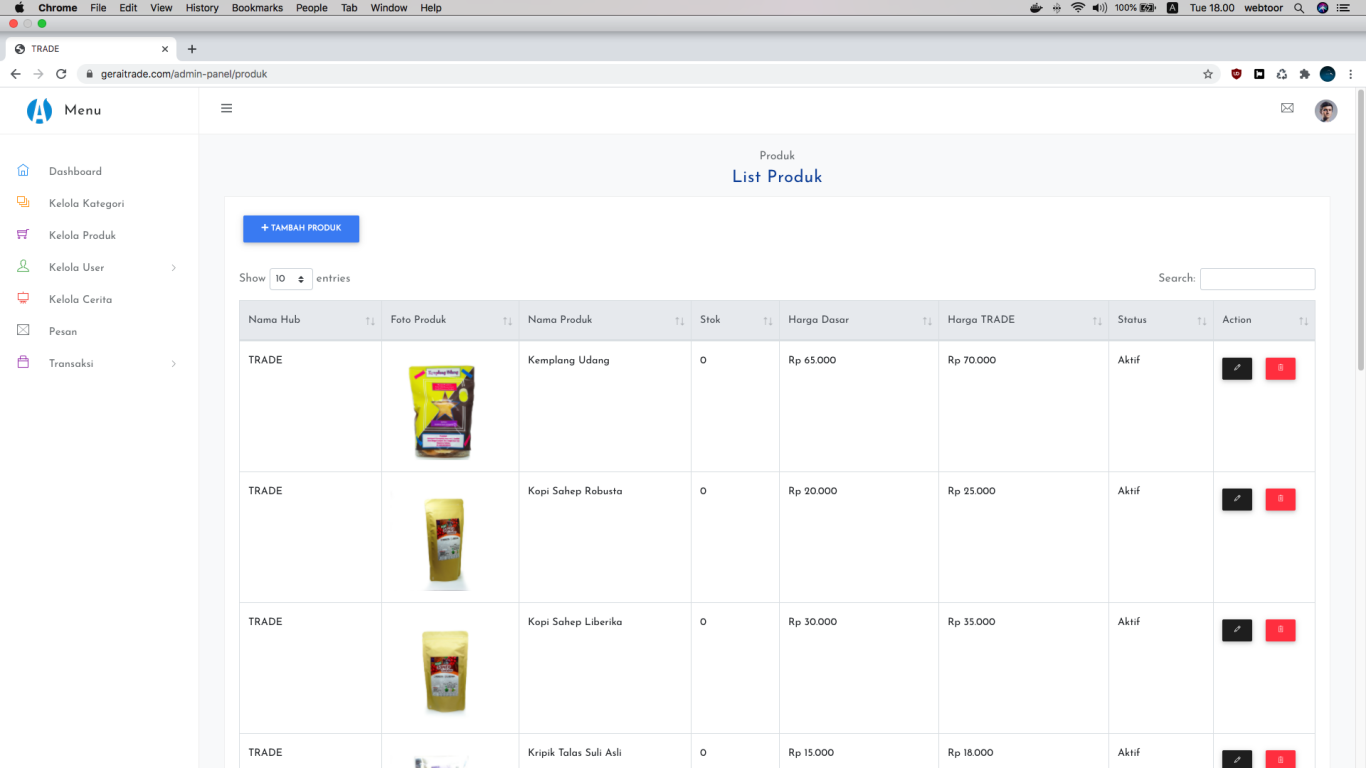 Chrome File Edit View History Bookmarks People Tab Window Help 100% A Tue 18.00 webtoor
TRADE
geraitrade.com/admin-panel/produk
Menu
Dashboard
Kelola Kategori
Kelola Produk
Kelola User
Kelola Cerita
Pesan
Transaksi
Produk
List Produk
+ TAMBAH PRODUK
Show 10 entries
Search:
Nama Hub Foto Produk Nama Produk Stok Harga Dasar Harga TRADE Status Action
TRADE Kemplang Udang 0 Rp 65.000 Rp 70.000 Aktif
TRADE Kopi Sahep Robusta 0 Rp 20.000 Rp 25.000 Aktif
TRADE Kopi Sahep Liberika 0 Rp 30.000 Rp 35.000 Aktif
TRADE Kripik Talas Suli Asli 0 Rp 15.000 Rp 18.000 Aktif